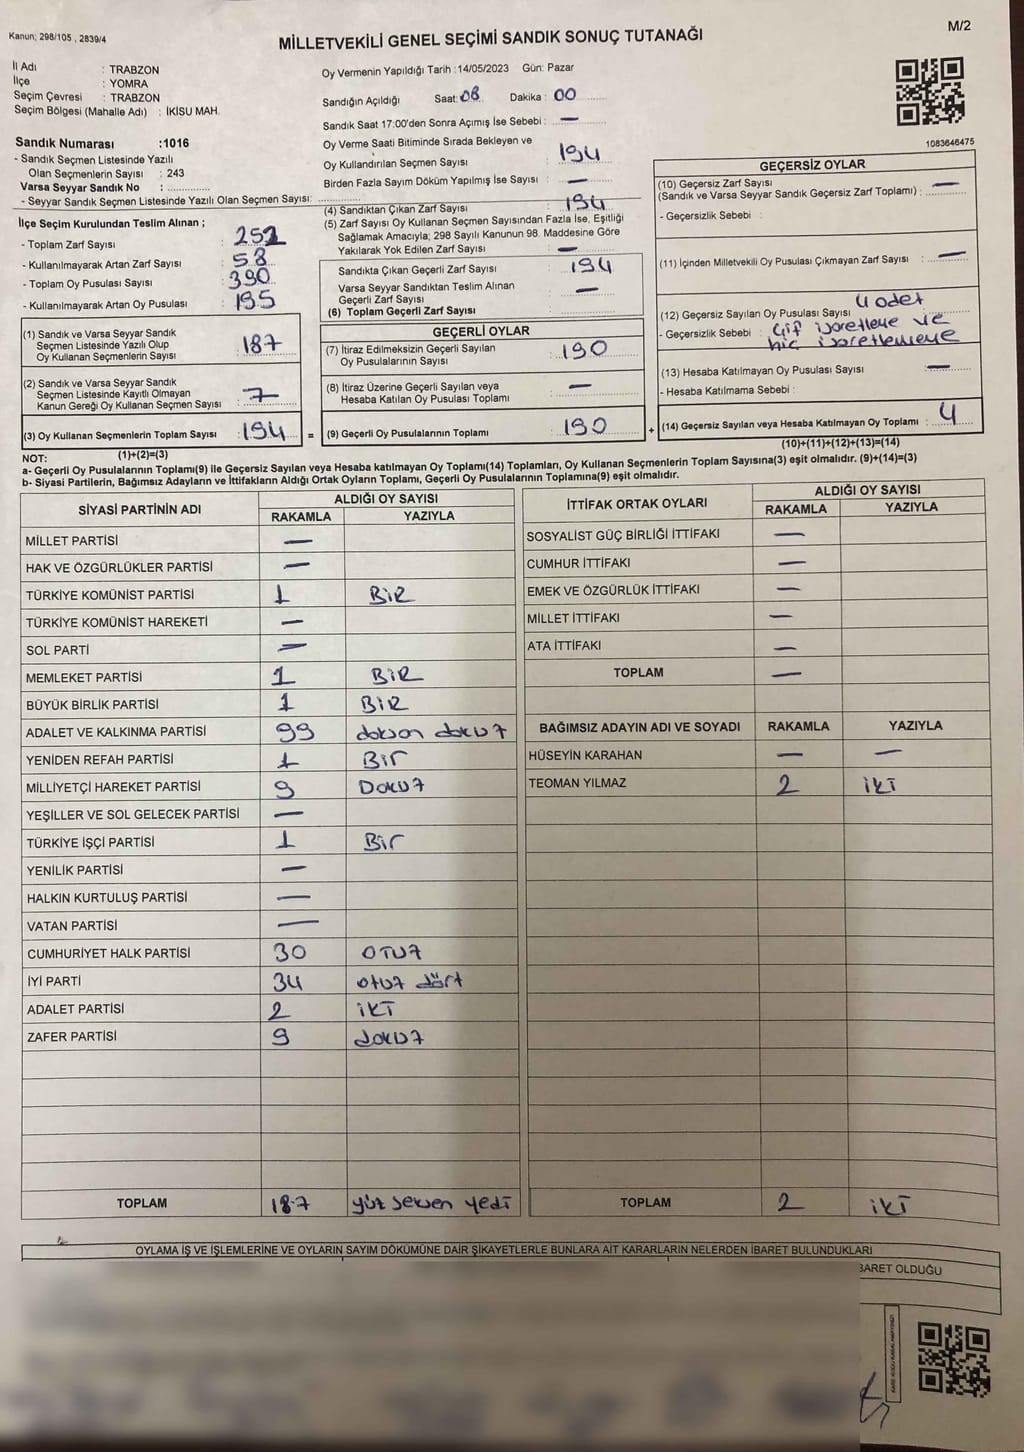 Kanun; 298/105 , 2839/4
M/2
MİLLETVEKİLİ GENEL SEÇİMİ SANDIK SONUÇ TUTANAĞI
İl Adı : TRABZON
İlçe : YOMRA
Seçim Çevresi : TRABZON
Seçim Bölgesi (Mahalle Adı) : İKİSU MAH.
Sandık Numarası :1016
- Sandık Seçmen Listesinde Yazılı
Olan Seçmenlerin Sayısı : 243
Varsa Seyyar Sandık No :
- Seyyar Sandık Seçmen Listesinde Yazılı Olan Seçmen Sayısı:
Oy Vermenin Yapıldığı Tarih :14/05/2023 Gün: Pazar
Sandığın Açıldığı Saat: 08 Dakika : 00
Sandık Saat 17:00'den Sonra Açımış İse Sebebi : —
Oy Verme Saati Bitiminde Sırada Bekleyen ve
Oy Kullandırılan Seçmen Sayısı : 194
Birden Fazla Sayım Döküm Yapılmış İse Sayısı : —
1083646475
İlçe Seçim Kurulundan Teslim Alınan ;
- Toplam Zarf Sayısı : 252
- Kullanılmayarak Artan Zarf Sayısı : 58
- Toplam Oy Pusulası Sayısı : 390
- Kullanılmayarak Artan Oy Pusulası : 195
(1) Sandık ve Varsa Seyyar Sandık
Seçmen Listesinde Yazılı Olup
Oy Kullanan Seçmenlerin Sayısı : 187
(2) Sandık ve Varsa Seyyar Sandık
Seçmen Listesinde Kayıtlı Olmayan
Kanun Gereği Oy Kullanan Seçmen Sayısı : 7
(3) Oy Kullanan Seçmenlerin Toplam Sayısı : 194 =
(1)+(2)=(3)
(4) Sandıktan Çıkan Zarf Sayısı : 194
(5) Zarf Sayısı Oy Kullanan Seçmen Sayısından Fazla İse, Eşitliği
Sağlamak Amacıyla; 298 Sayılı Kanunun 98. Maddesine Göre
Yakılarak Yok Edilen Zarf Sayısı : —
Sandıkta Çıkan Geçerli Zarf Sayısı : 194
Varsa Seyyar Sandıktan Teslim Alınan
Geçerli Zarf Sayısı : —
(6) Toplam Geçerli Zarf Sayısı :
GEÇERLİ OYLAR
(7) İtiraz Edilmeksizin Geçerli Sayılan
Oy Pusulalarının Sayısı : 190
(8) İtiraz Üzerine Geçerli Sayılan veya
Hesaba Katılan Oy Pusulası Toplamı : —
(9) Geçerli Oy Pusulalarının Toplamı : 190 +
GEÇERSİZ OYLAR
(10) Geçersiz Zarf Sayısı
(Sandık ve Varsa Seyyar Sandık Geçersiz Zarf Toplamı) : —
- Geçersizlik Sebebi :
(11) İçinden Milletvekili Oy Pusulası Çıkmayan Zarf Sayısı : —
(12) Geçersiz Sayılan Oy Pusulası Sayısı : 4 adet
- Geçersizlik Sebebi : Çif işaretleme ve
hiç işaretlemeye
(13) Hesaba Katılmayan Oy Pusulası Sayısı : —
- Hesaba Katılmama Sebebi :
(14) Geçersiz Sayılan veya Hesaba Katılmayan Oy Toplamı : 4
(10)+(11)+(12)+(13)=(14)
NOT:
a- Geçerli Oy Pusulalarının Toplamı(9) ile Geçersiz Sayılan veya Hesaba katılmayan Oy Toplamı(14) Toplamları, Oy Kullanan Seçmenlerin Toplam Sayısına(3) eşit olmalıdır. (9)+(14)=(3)
b- Siyasi Partilerin, Bağımsız Adayların ve İttifakların Aldığı Ortak Oyların Toplamı, Geçerli Oy Pusulalarının Toplamına(9) eşit olmalıdır.
SİYASİ PARTİNİN ADI ALDIĞI OY SAYISI
RAKAMLA YAZIYLA
MİLLET PARTİSİ —
HAK VE ÖZGÜRLÜKLER PARTİSİ —
TÜRKİYE KOMÜNİST PARTİSİ 1 BİR
TÜRKİYE KOMÜNİST HAREKETİ —
SOL PARTİ —
MEMLEKET PARTİSİ 1 BİR
BÜYÜK BİRLİK PARTİSİ 1 BİR
ADALET VE KALKINMA PARTİSİ 99 doksan dokuz
YENİDEN REFAH PARTİSİ 1 Bir
MİLLİYETÇİ HAREKET PARTİSİ 9 Dokuz
YEŞİLLER VE SOL GELECEK PARTİSİ —
TÜRKİYE İŞÇİ PARTİSİ 1 Bir
YENİLİK PARTİSİ —
HALKIN KURTULUŞ PARTİSİ —
VATAN PARTİSİ —
CUMHURİYET HALK PARTİSİ 30 OTUZ
İYİ PARTİ 34 otuz dört
ADALET PARTİSİ 2 İKİ
ZAFER PARTİSİ 9 dokuz
TOPLAM 187 yüz seksen yedi
İTTİFAK ORTAK OYLARI ALDIĞI OY SAYISI
RAKAMLA YAZIYLA
SOSYALİST GÜÇ BİRLİĞİ İTTİFAKI —
CUMHUR İTTİFAKI —
EMEK VE ÖZGÜRLÜK İTTİFAKI —
MİLLET İTTİFAKI —
ATA İTTİFAKI —
TOPLAM —
BAĞIMSIZ ADAYIN ADI VE SOYADI RAKAMLA YAZIYLA
HÜSEYİN KARAHAN — —
TEOMAN YILMAZ 2 iki
TOPLAM 2 iki
OYLAMA İŞ VE İŞLEMLERİNE VE OYLARIN SAYIM DÖKÜMÜNE DAİR ŞİKAYETLERLE BUNLARA AİT KARARLARIN NELERDEN İBARET BULUNDUKLARI
BARET OLDUĞU